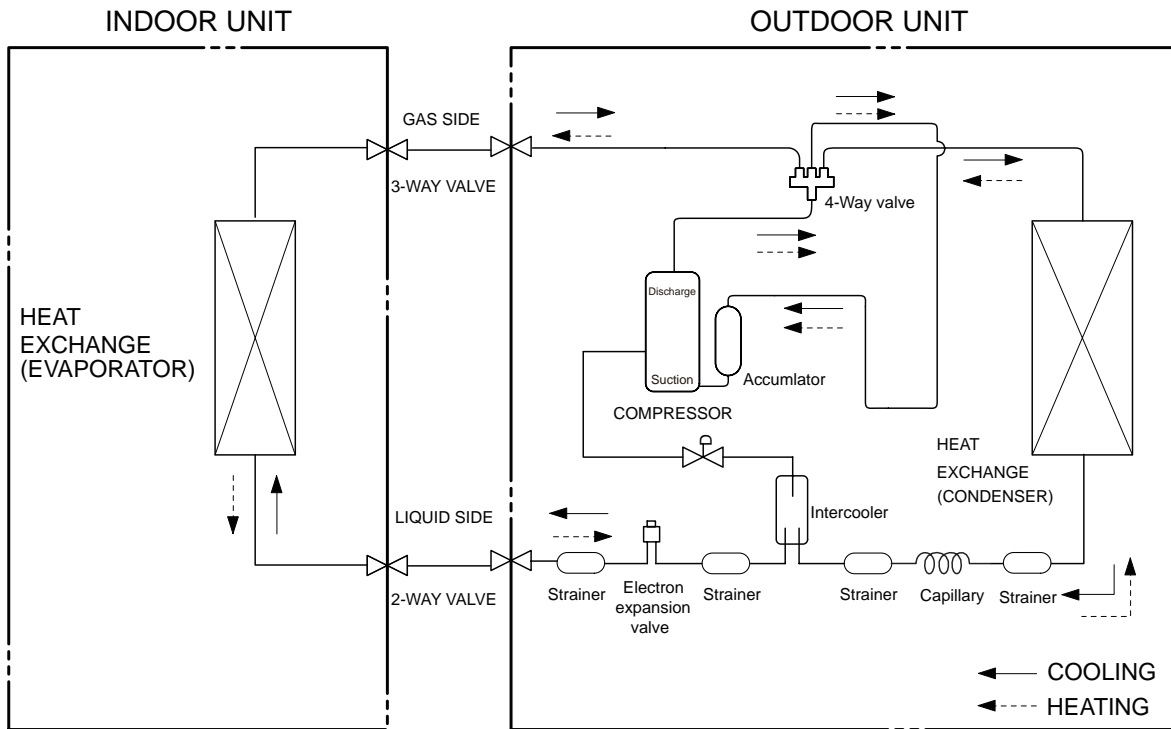 INDOOR UNIT
OUTDOOR UNIT
GAS SIDE
3-WAY VALVE
4-Way valve
Discharge
Suction
Accumlator
COMPRESSOR
HEAT
EXCHANGE
(EVAPORATOR)
HEAT
EXCHANGE
(CONDENSER)
Intercooler
LIQUID SIDE
2-WAY VALVE
Strainer
Electron
expansion
valve
Strainer
Strainer
Capillary
Strainer
COOLING
HEATING